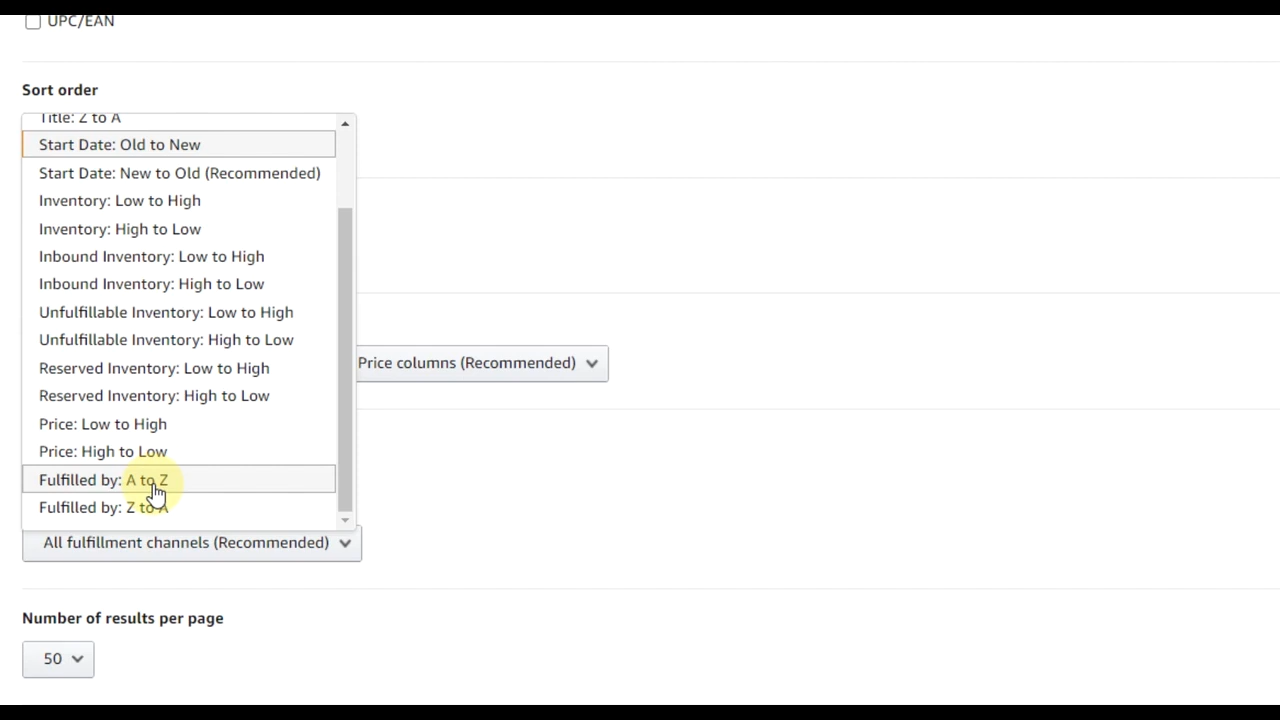 UPC/EAN
Sort order
Title: Z to A
Start Date: Old to New
Start Date: New to Old (Recommended)
Inventory: Low to High
Inventory: High to Low
Inbound Inventory: Low to High
Inbound Inventory: High to Low
Unfulfillable Inventory: Low to High
Unfulfillable Inventory: High to Low
Price columns (Recommended)
Reserved Inventory: Low to High
Reserved Inventory: High to Low
Price: Low to High
Price: High to Low
Fulfilled by: A to Z
Fulfilled by: Z to A
All fulfillment channels (Recommended)
Number of results per page
50